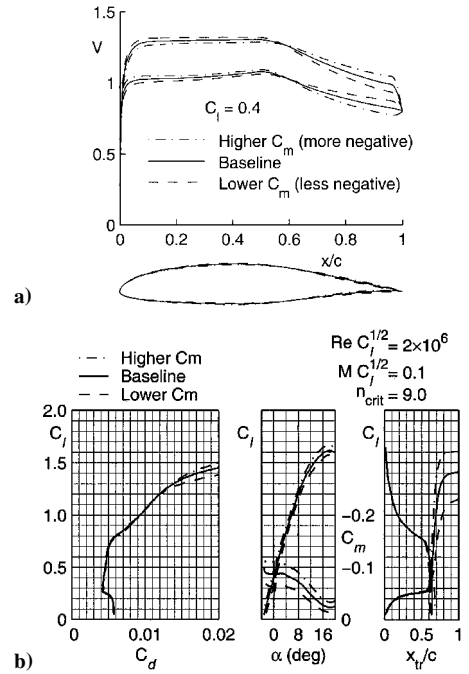 1.5
V
1
C_l = 0.4
Higher C_m (more negative)
Baseline
Lower C_m (less negative)
0.5
0 0.2 0.4 0.6 0.8 1
x/c
a)
Re C_l^1/2 = 2×10^6
M C_l^1/2 = 0.1
n_crit = 9.0
Higher Cm
Baseline
Lower Cm
2.0
C_l
1.5
1.0
0.5
0
0 0.01 0.02
C_d
C_l
-0.2
C_m
-0.1
0
0 8 16
α (deg)
C_l
0 0.5 1
x_tr/c
b)